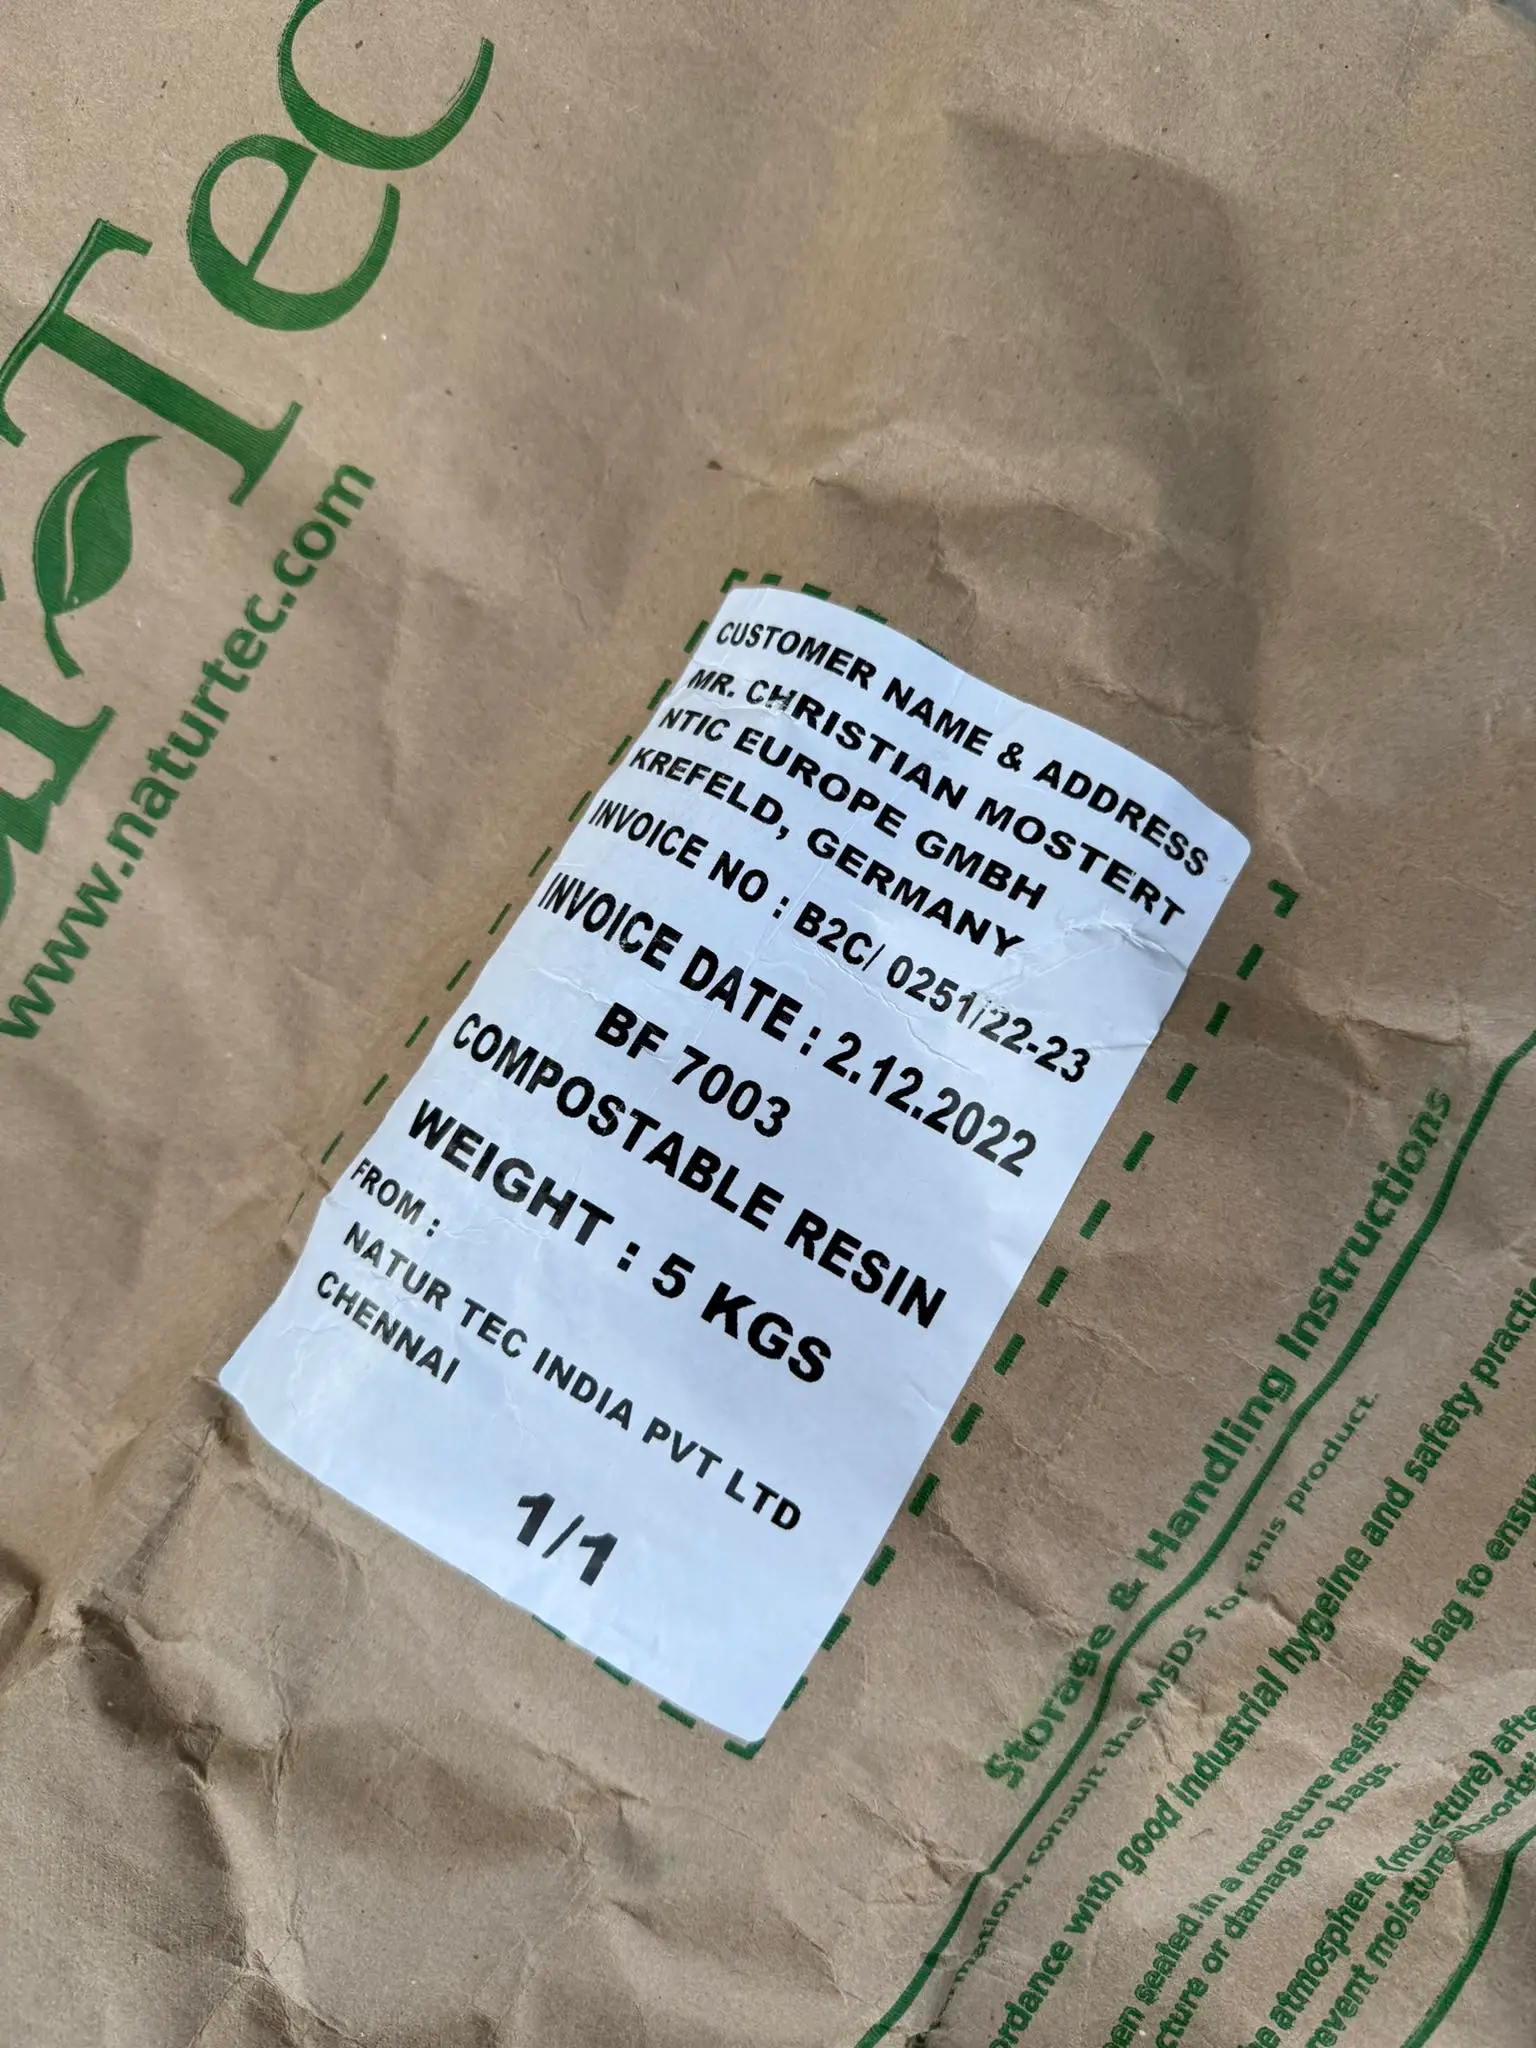 Tec
www.naturtec.com
CUSTOMER NAME & ADDRESS
MR. CHRISTIAN MOSTERT
NTIC EUROPE GMBH
KREFELD, GERMANY
INVOICE NO : B2C/ 0251/22-23
INVOICE DATE : 2.12.2022
BF 7003
COMPOSTABLE RESIN
WEIGHT : 5 KGS
FROM :
NATUR TEC INDIA PVT LTD
CHENNAI
1/1
Storage & Handling Instructions
consult the MSDS for this product.
with good industrial hygeine and safety
sealed in a moisture resistant bag to
or damage to bags.
atmosphere (moisture)
moisture